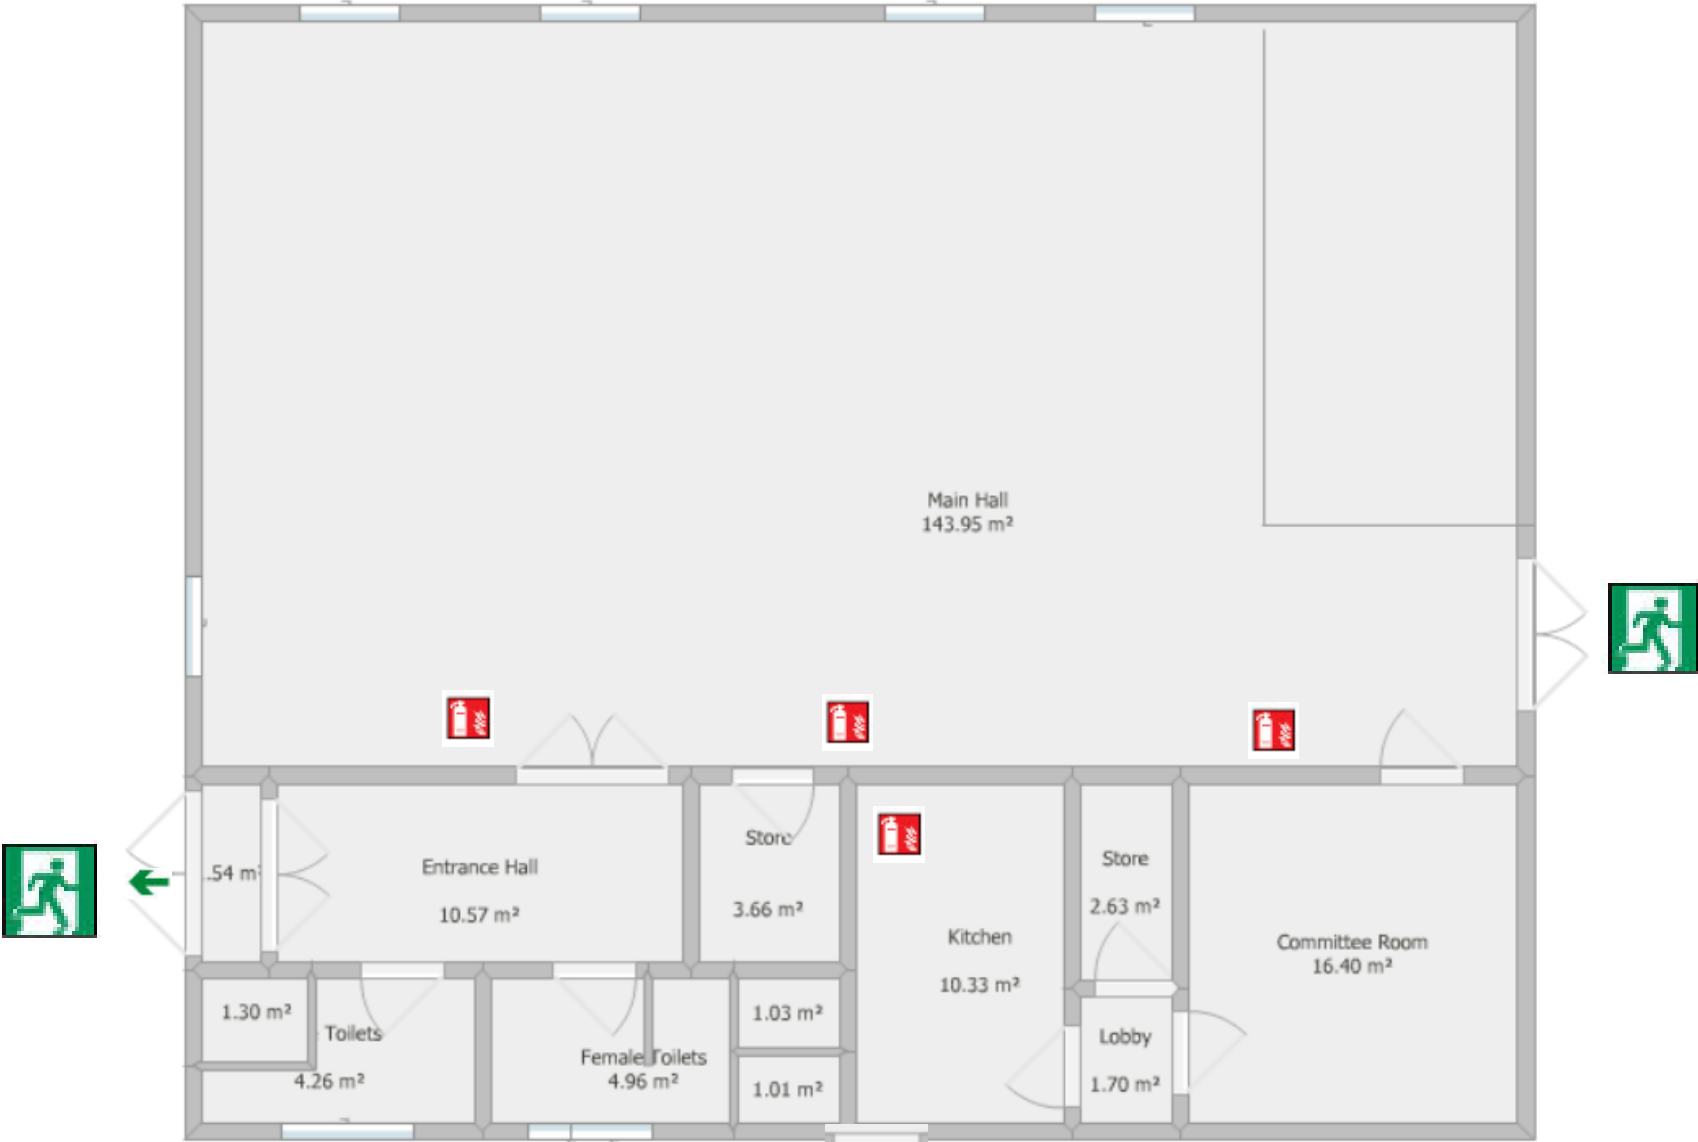 Main Hall
143.95 m²
.54 m²
Entrance Hall
10.57 m²
Store
3.66 m²
Store
2.63 m²
Kitchen
10.33 m²
Committee Room
16.40 m²
1.30 m²
Toilets
4.26 m²
Female Toilets
4.96 m²
1.03 m²
1.01 m²
Lobby
1.70 m²